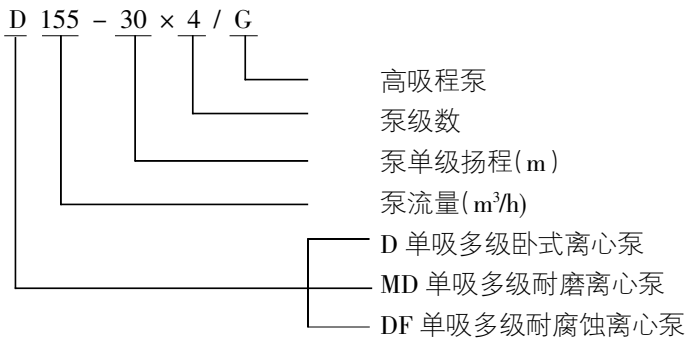 D 155 - 30 × 4 / G
高吸程泵
泵级数
泵单级扬程(m)
泵流量(m³/h)
D 单吸多级卧式离心泵
MD 单吸多级耐磨离心泵
DF 单吸多级耐腐蚀离心泵